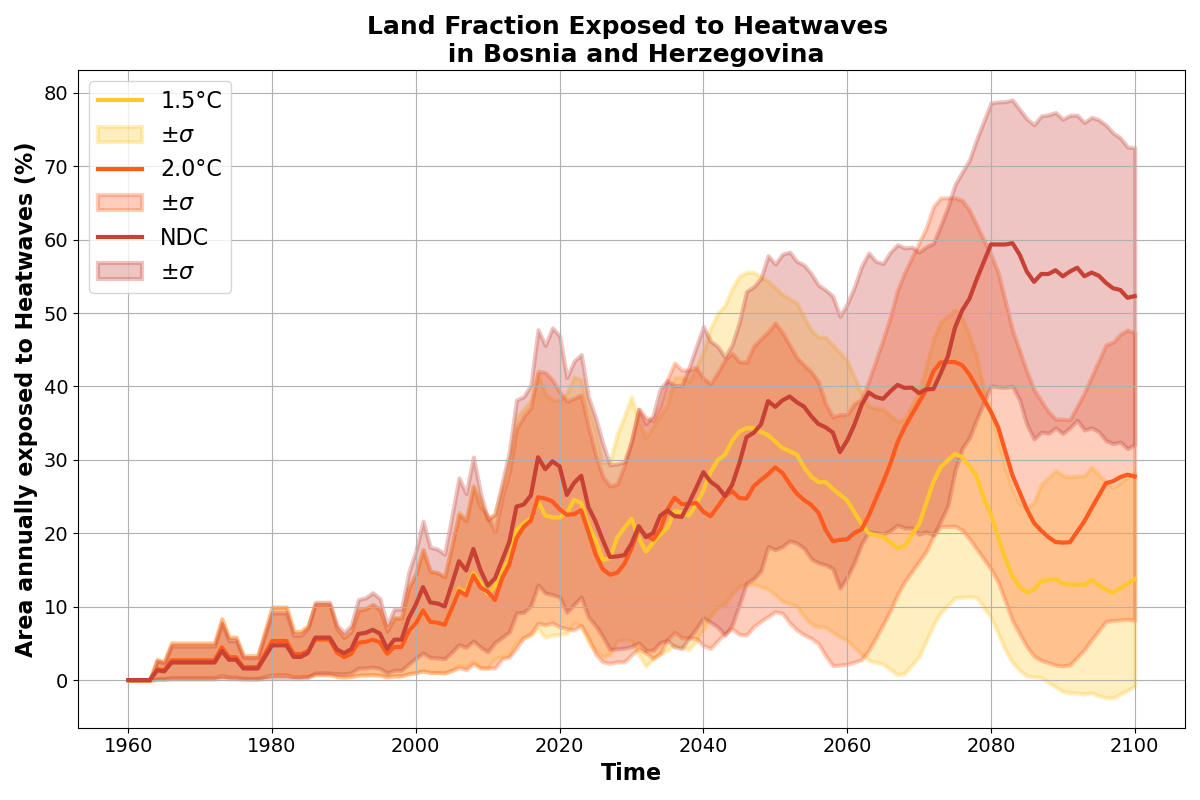 Land Fraction Exposed to Heatwaves
in Bosnia and Herzegovina
Area annually exposed to Heatwaves (%)
80
70
60
50
40
30
20
10
0
1.5°C
±σ
2.0°C
±σ
NDC
±σ
1960 1980 2000 2020 2040 2060 2080 2100
Time